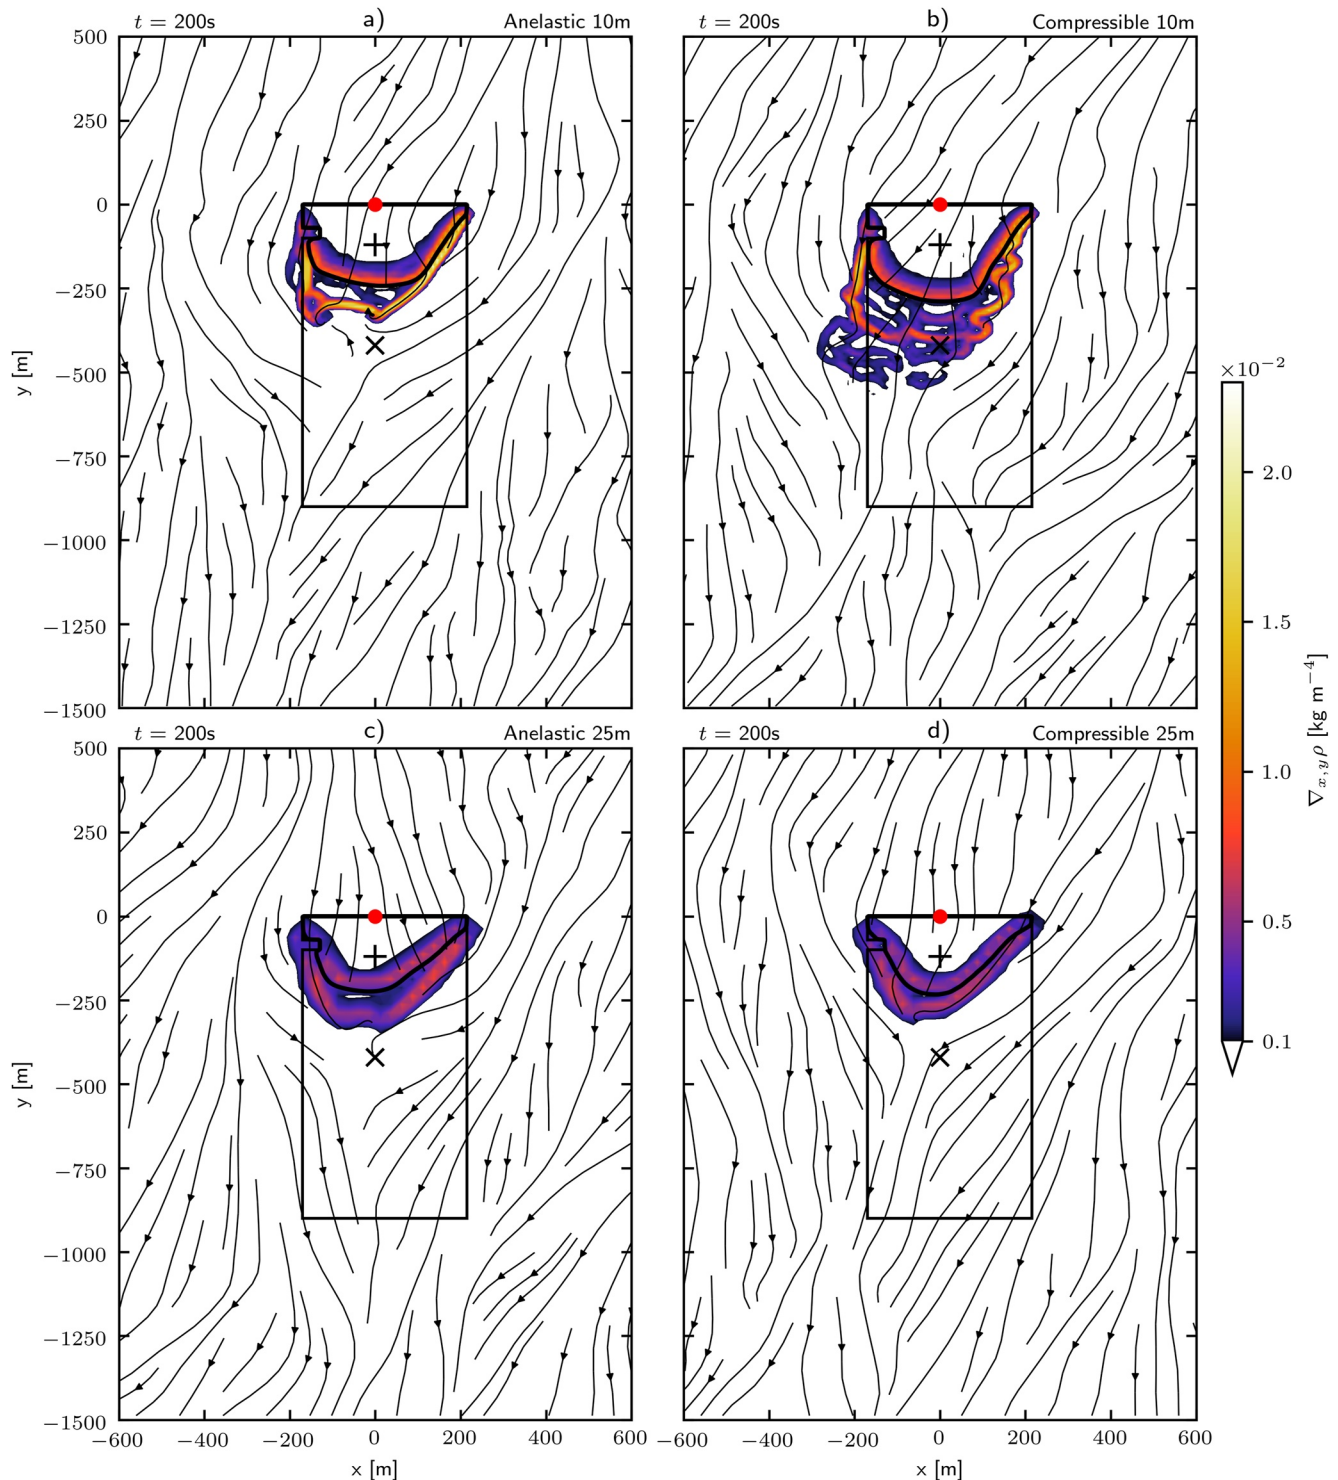 t = 200s a) Anelastic 10m
t = 200s b) Compressible 10m
500
250
0
−250
−500
−750
−1000
−1250
−1500
y [m]
t = 200s c) Anelastic 25m
t = 200s d) Compressible 25m
500
250
0
−250
−500
−750
−1000
−1250
−1500
y [m]
−600 −400 −200 0 200 400 600
x [m]
−600 −400 −200 0 200 400 600
x [m]
×10−2
2.0
1.5
1.0
0.5
0.1
∇x,y ρ [kg m−4]